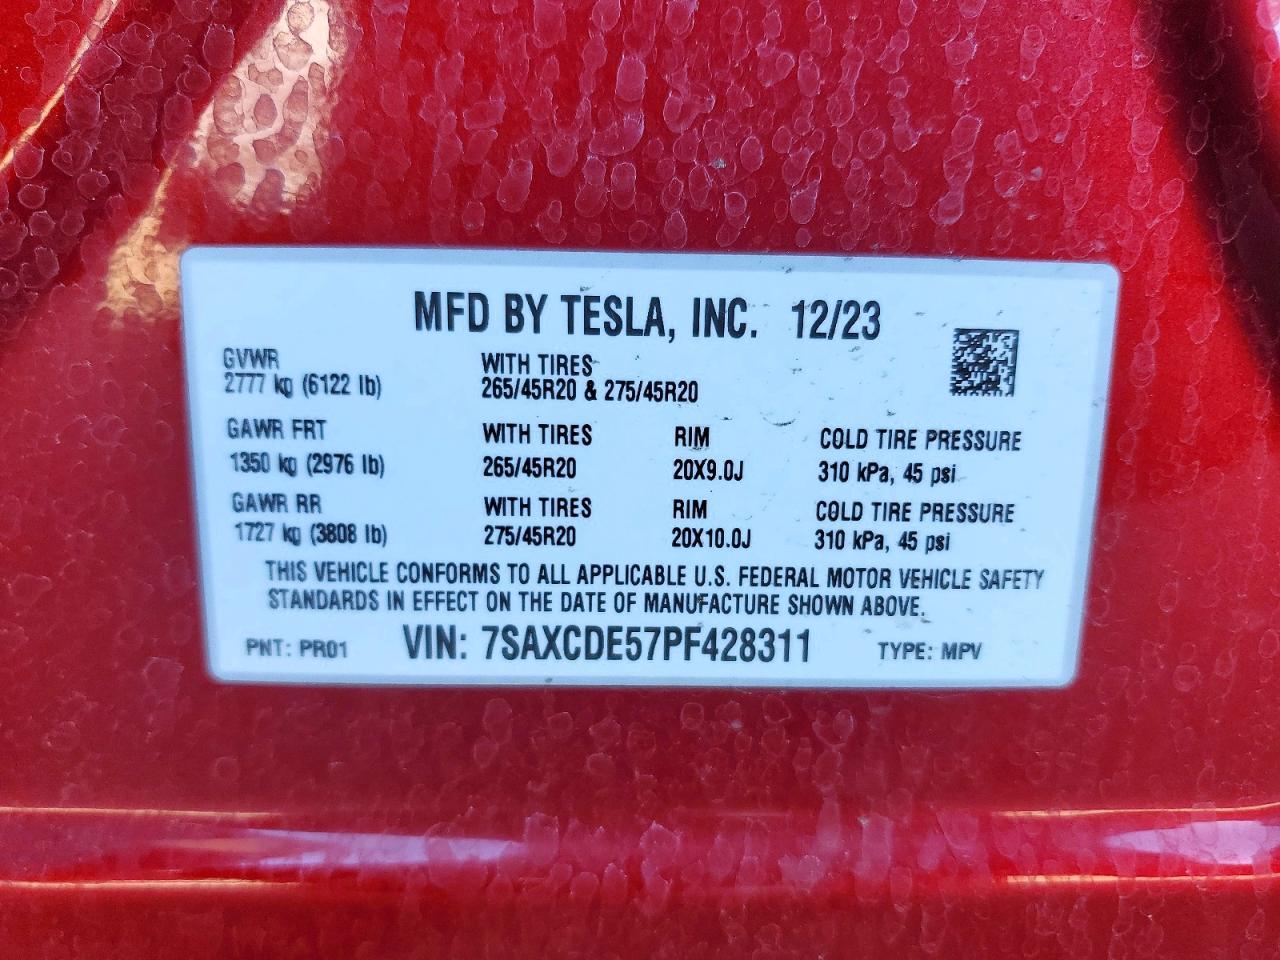 MFD BY TESLA, INC. 12/23
GVWR
2777 kg (6122 lb)
WITH TIRES
265/45R20 & 275/45R20
GAWR FRT
1350 kg (2976 lb)
WITH TIRES
265/45R20
RIM
20X9.0J
COLD TIRE PRESSURE
310 kPa, 45 psi
GAWR RR
1727 kg (3808 lb)
WITH TIRES
275/45R20
RIM
20X10.0J
COLD TIRE PRESSURE
310 kPa, 45 psi
THIS VEHICLE CONFORMS TO ALL APPLICABLE U.S. FEDERAL MOTOR VEHICLE SAFETY
STANDARDS IN EFFECT ON THE DATE OF MANUFACTURE SHOWN ABOVE.
PNT: PR01 VIN: 7SAXCDE57PF428311 TYPE: MPV